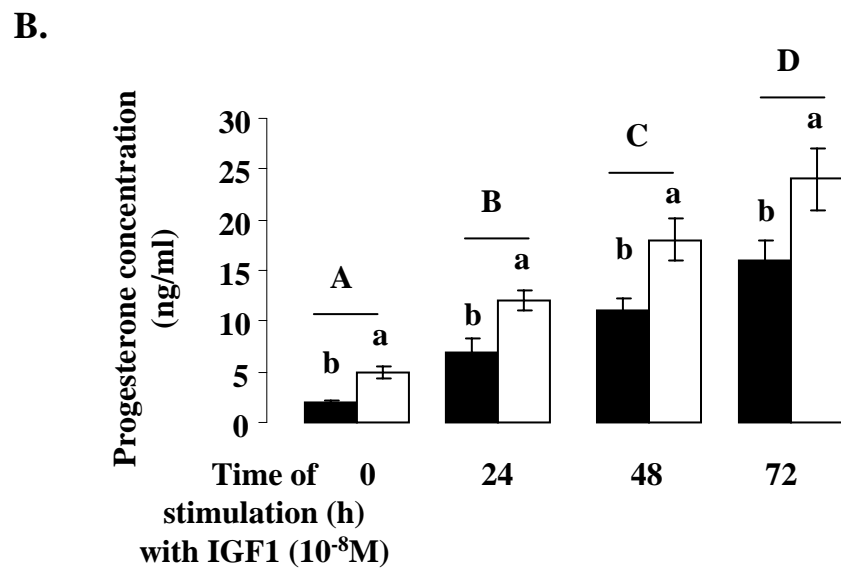 B.
Progesterone concentration
(ng/ml)
30
25
20
15
10
5
0
A
b
a
B
b
a
C
b
a
D
b
a
Time of 0 24 48 72
stimulation (h)
with IGF1 (10⁻⁸M)